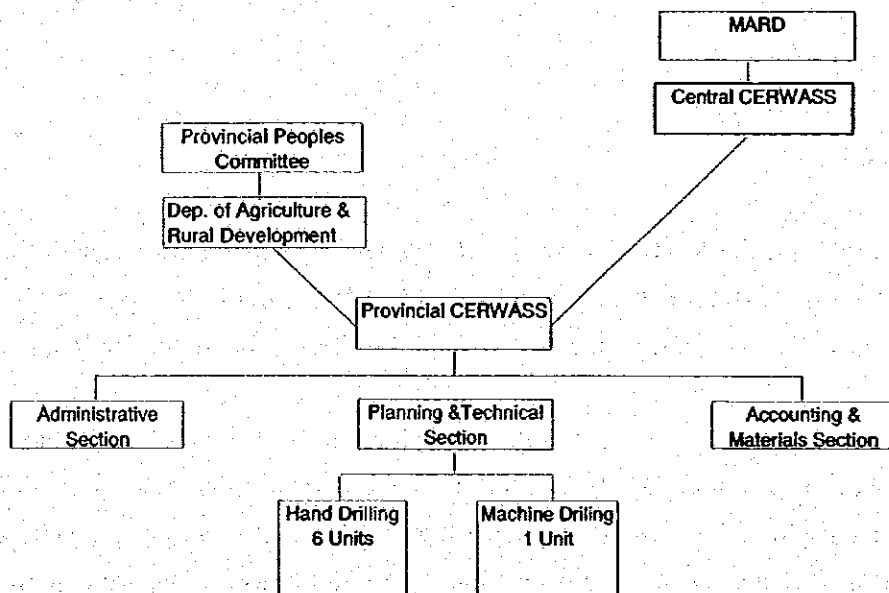 MARD
Central CERWASS
Provincial Peoples
Committee
Dep. of Agriculture &
Rural Development
Provincial CERWASS
Administrative
Section
Planning &Technical
Section
Accounting &
Materials Section
Hand Drilling
6 Units
Machine Driling
1 Unit